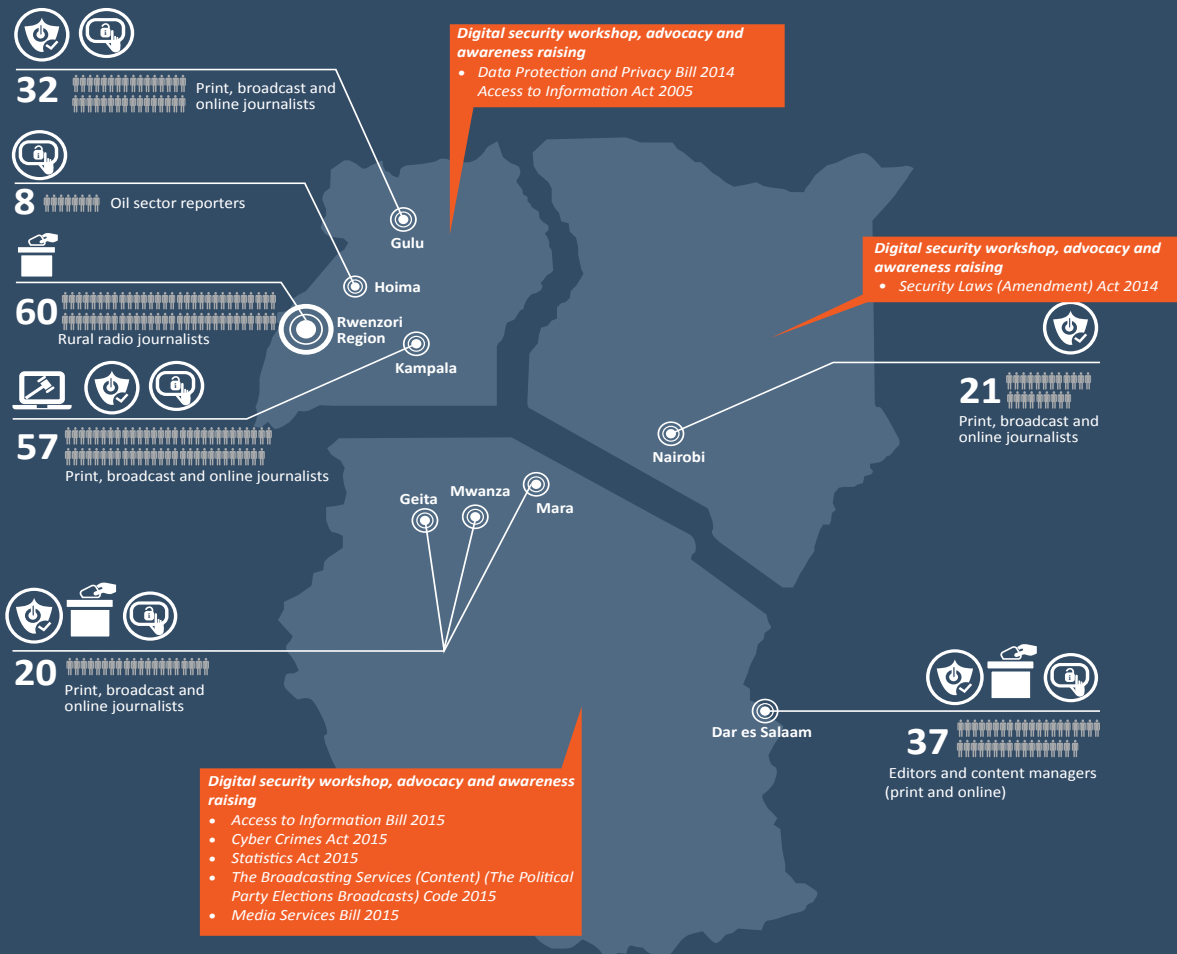 Digital security workshop, advocacy and
awareness raising
• Data Protection and Privacy Bill 2014
Access to Information Act 2005
32
Print, broadcast and
online journalists
8
Oil sector reporters
Gulu
Hoima
Rwenzori
Region
Kampala
60
Rural radio journalists
57
Print, broadcast and online journalists
Digital security workshop, advocacy and
awareness raising
• Security Laws (Amendment) Act 2014
21
Print, broadcast and
online journalists
Nairobi
Geita
Mwanza
Mara
20
Print, broadcast and
online journalists
Dar es Salaam
37
Editors and content managers
(print and online)
Digital security workshop, advocacy and awareness
raising
• Access to Information Bill 2015
• Cyber Crimes Act 2015
• Statistics Act 2015
• The Broadcasting Services (Content) (The Political
Party Elections Broadcasts) Code 2015
• Media Services Bill 2015